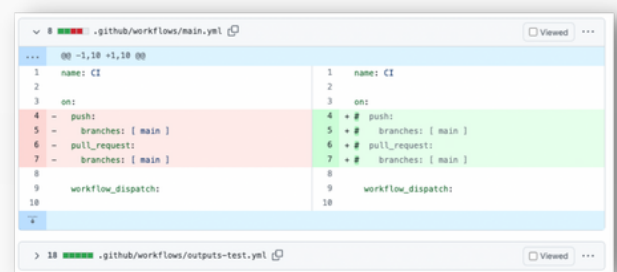 8 .github/workflows/main.yml Viewed ...
... @@ -1,10 +1,10 @@
1 name: CI 1 name: CI
2 2
3 on: 3 on:
4 - push: 4 + # push:
5 - branches: [ main ] 5 + # branches: [ main ]
6 - pull_request: 6 + # pull_request:
7 - branches: [ main ] 7 + # branches: [ main ]
8 8
9 workflow_dispatch: 9 workflow_dispatch:
10 10
18 .github/workflows/outputs-test.yml Viewed ...